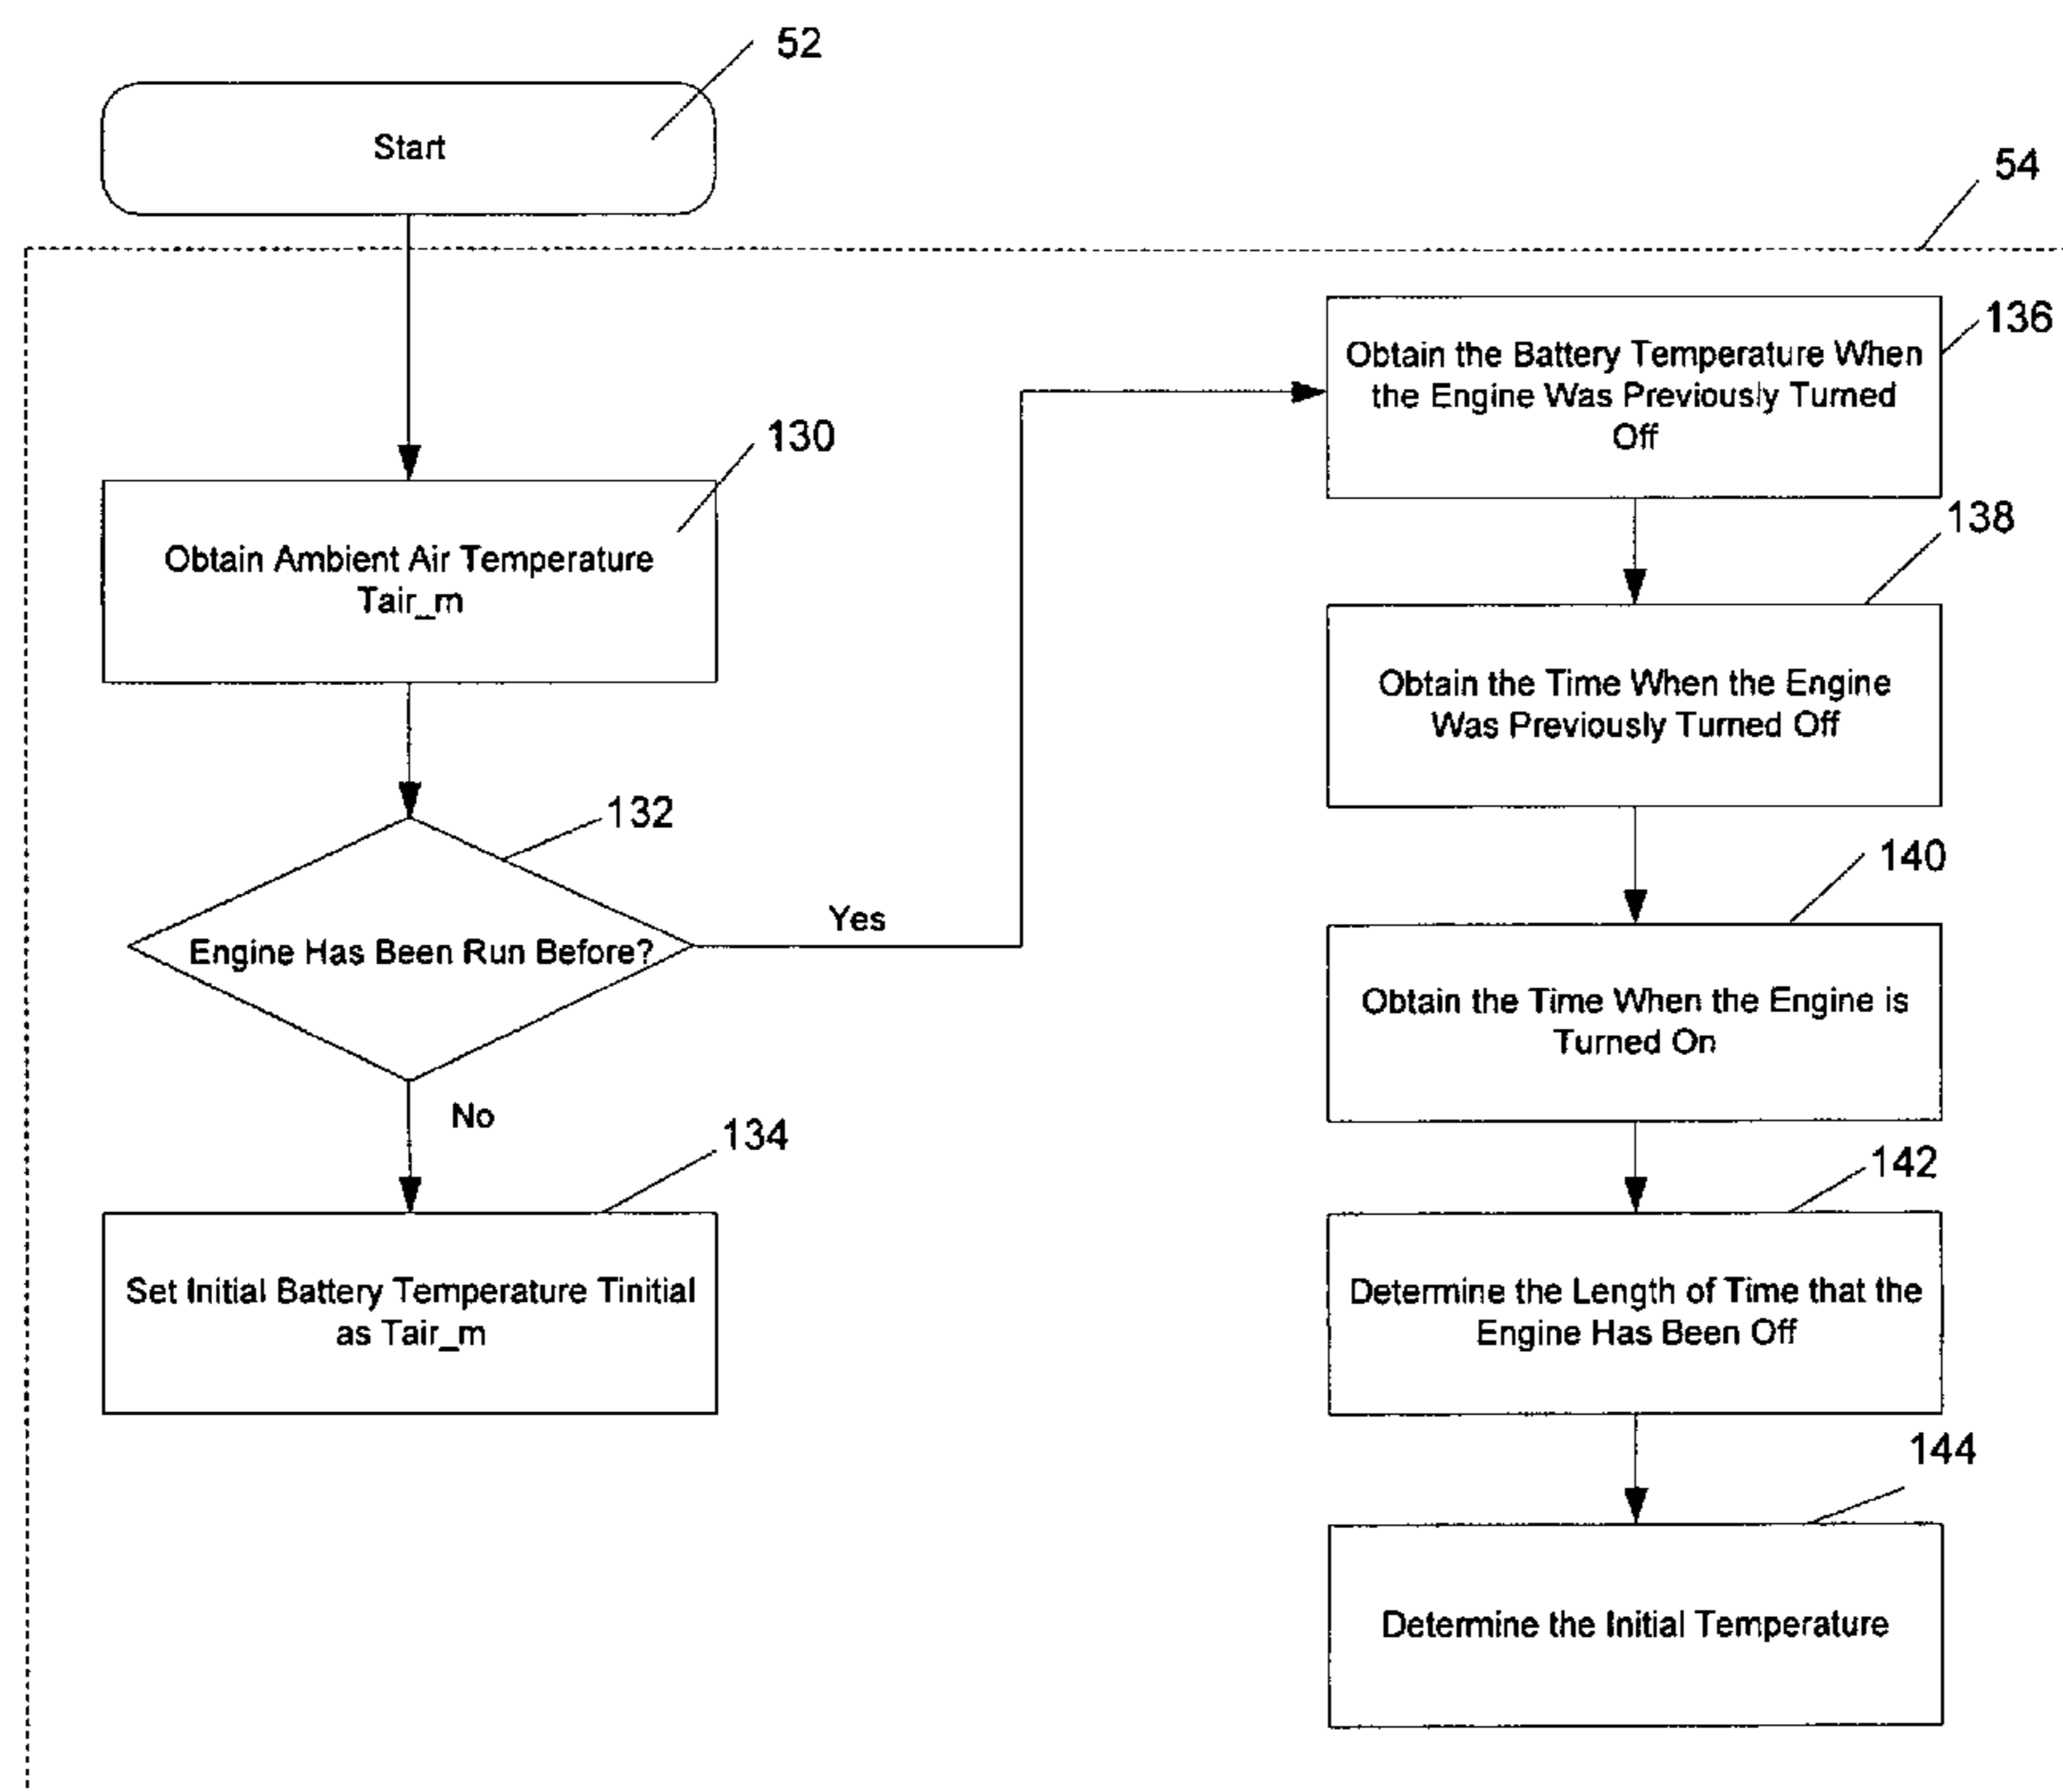 52
Start
54
130
Obtain Ambient Air Temperature
Tair_m
132
Engine Has Been Run Before?
Yes
No
134
Set Initial Battery Temperature Tinitial
as Tair_m
136
Obtain the Battery Temperature When
the Engine Was Previously Turned
Off
138
Obtain the Time When the Engine
Was Previously Turned Off
140
Obtain the Time When the Engine is
Turned On
142
Determine the Length of Time that the
Engine Has Been Off
144
Determine the Initial Temperature